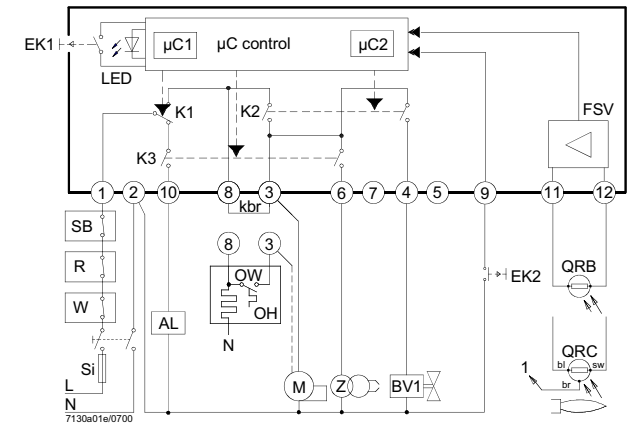 EK1
LED
µC1
µC control
µC2
FSV
K1
K2
K3
1 2 10 8 3 6 7 4 5 9 11 12
kbr
SB
R
W
Si
L
N
AL
8 3
OW
OH
N
M
Z
BV1
EK2
QRB
QRC
bl sw
br
1
7130a01e/0700